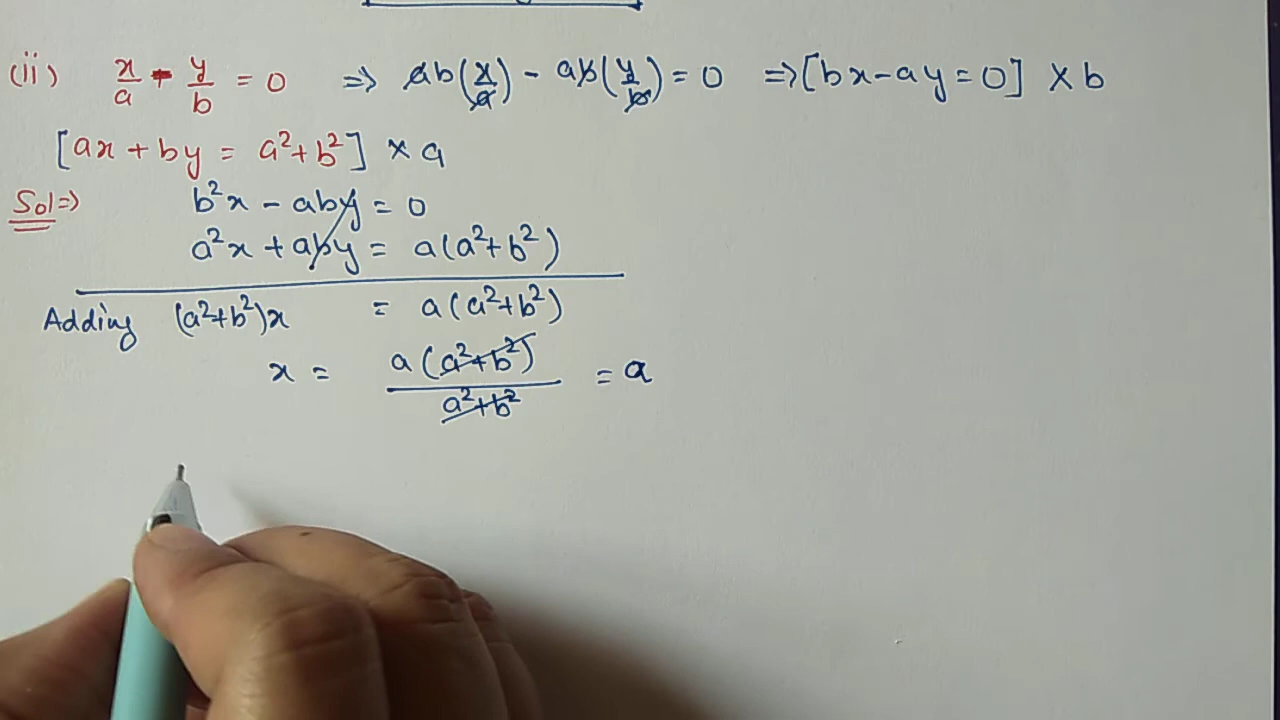 (ii) x/a - y/b = 0 ⇒ ab(x/a) - ab(y/b) = 0 ⇒ [bx - ay = 0] × b
[ax + by = a² + b²] × a
Sol ⇒ b²x - aby = 0
a²x + aby = a(a² + b²)
Adding (a² + b²)x = a(a² + b²)
x = a(a² + b²)/a² + b² = a